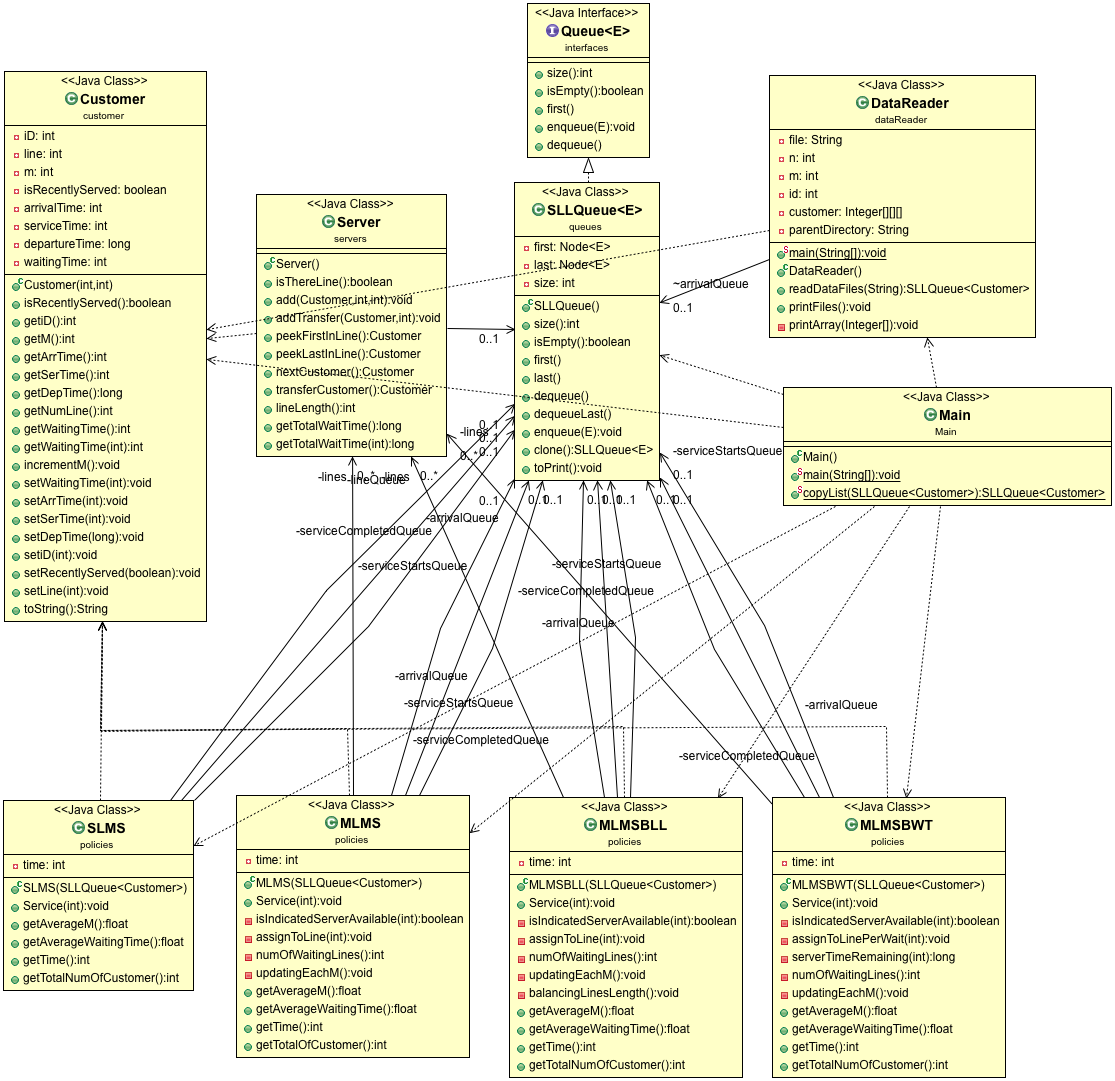 <<Java Interface>>
Queue<E>
interfaces
size():int
isEmpty():boolean
first()
enqueue(E):void
dequeue()
<<Java Class>>
Customer
customer
iD: int
line: int
m: int
isRecentlyServed: boolean
arrivalTime: int
serviceTime: int
departureTime: long
waitingTime: int
Customer(int,int)
isRecentlyServed():boolean
getiD():int
getM():int
getArrTime():int
getSerTime():int
getDepTime():long
getNumLine():int
getWaitingTime():int
getWaitingTime(int):int
incrementM():void
setWaitingTime(int):void
setArrTime(int):void
setSerTime(int):void
setDepTime(long):void
setiD(int):void
setRecentlyServed(boolean):void
setLine(int):void
toString():String
<<Java Class>>
Server
servers
Server()
isThereLine():boolean
add(Customer,int,int):void
addTransfer(Customer,int):void
peekFirstInLine():Customer
peekLastInLine():Customer
nextCustomer():Customer
transferCustomer():Customer
lineLength():int
getTotalWaitTime():long
getTotalWaitTime(int):long
<<Java Class>>
SLLQueue<E>
queues
first: Node<E>
last: Node<E>
size: int
SLLQueue()
size():int
isEmpty():boolean
first()
last()
dequeue()
dequeueLast()
enqueue(E):void
clone():SLLQueue<E>
toPrint():void
<<Java Class>>
DataReader
dataReader
file: String
n: int
m: int
id: int
customer: Integer[][][]
parentDirectory: String
main(String[]):void
DataReader()
readDataFiles(String):SLLQueue<Customer>
printFiles():void
printArray(Integer[]):void
~arrivalQueue
0..1
0..1
<<Java Class>>
Main
Main
Main()
main(String[]):void
copyList(SLLQueue<Customer>):SLLQueue<Customer>
0..1
-lines
0..1
0..*
0..1
-serviceStartsQueue
0..1
-lines
0..*
-lines
0..*
-lineQueue
0..1
0..1
0..1
0..1
0..1
0..1
0..1
0..1
-arrivalQueue
-serviceCompletedQueue
-serviceStartsQueue
-serviceStartsQueue
-serviceCompletedQueue
-arrivalQueue
-arrivalQueue
-serviceStartsQueue
-arrivalQueue
-serviceCompletedQueue
-serviceCompletedQueue
<<Java Class>>
SLMS
policies
time: int
SLMS(SLLQueue<Customer>)
Service(int):void
getAverageM():float
getAverageWaitingTime():float
getTime():int
getTotalNumOfCustomer():int
<<Java Class>>
MLMS
policies
time: int
MLMS(SLLQueue<Customer>)
Service(int):void
isIndicatedServerAvailable(int):boolean
assignToLine(int):void
numOfWaitingLines():int
updatingEachM():void
getAverageM():float
getAverageWaitingTime():float
getTime():int
getTotalOfCustomer():int
<<Java Class>>
MLMSBLL
policies
time: int
MLMSBLL(SLLQueue<Customer>)
Service(int):void
isIndicatedServerAvailable(int):boolean
assignToLine(int):void
numOfWaitingLines():int
updatingEachM():void
balancingLinesLength():void
getAverageM():float
getAverageWaitingTime():float
getTime():int
getTotalNumOfCustomer():int
<<Java Class>>
MLMSBWT
policies
time: int
MLMSBWT(SLLQueue<Customer>)
Service(int):void
isIndicatedServerAvailable(int):boolean
assignToLinePerWait(int):void
serverTimeRemaining(int):long
numOfWaitingLines():int
updatingEachM():void
getAverageM():float
getAverageWaitingTime():float
getTime():int
getTotalNumOfCustomer():int